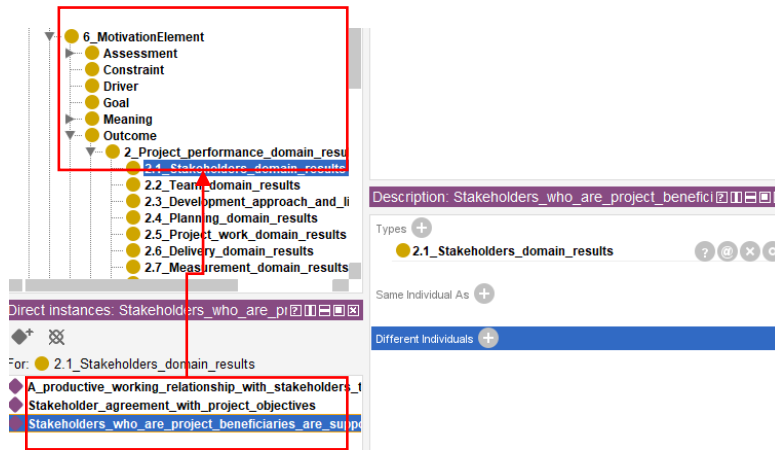 6_MotivationElement
Assessment
Constraint
Driver
Goal
Meaning
Outcome
2_Project_performance_domain_resu
2.1_Stakeholders_domain_results
2.2_Team_domain_results
2.3_Development_approach_and_li
2.4_Planning_domain_results
2.5_Project_work_domain_results
2.6_Delivery_domain_results
2.7_Measurement_domain_results
Direct instances: Stakeholders_who_are_pr
For: 2.1_Stakeholders_domain_results
A_productive_working_relationship_with_stakeholders_t
Stakeholder_agreement_with_project_objectives
Stakeholders_who_are_project_beneficiaries_are_suppo
Description: Stakeholders_who_are_project_benefici
Types
2.1_Stakeholders_domain_results
Same Individual As
Different Individuals